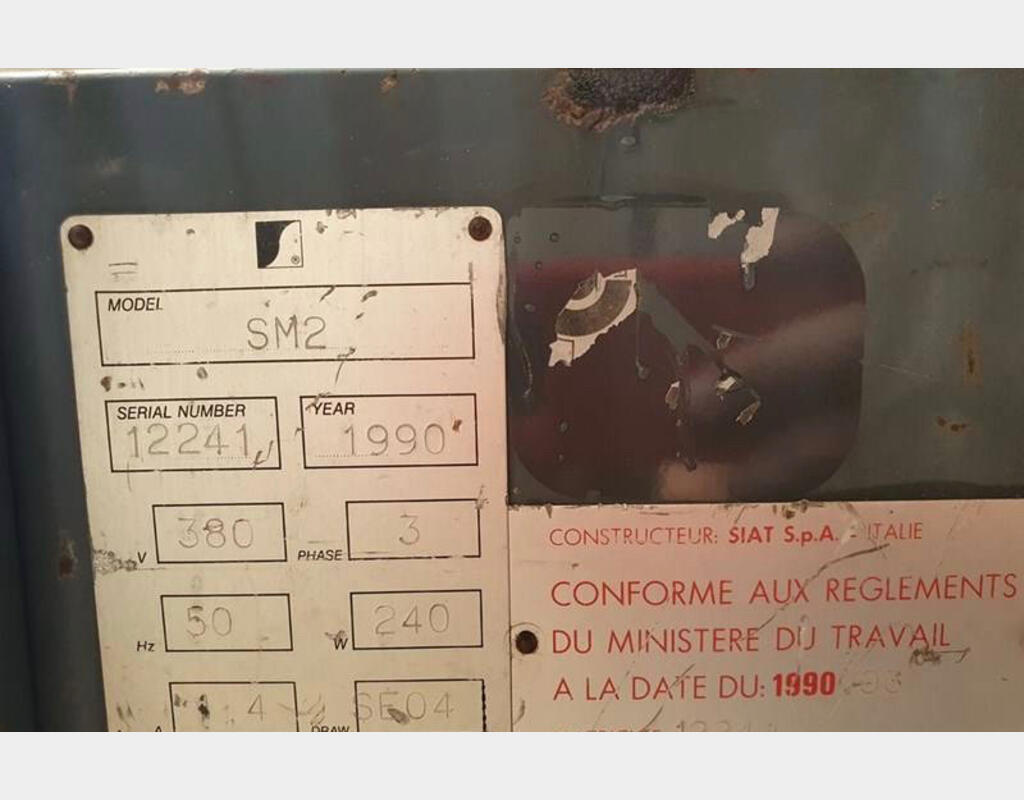 MODEL
SM2
SERIAL NUMBER
12241
YEAR
1990
V
380
PHASE
3
Hz
50
W
240
A
4
DRAW
SE04
®
CONSTRUCTEUR: SIAT S.p.A. - ITALIE
CONFORME AUX REGLEMENTS
DU MINISTERE DU TRAVAIL
A LA DATE DU: 1990